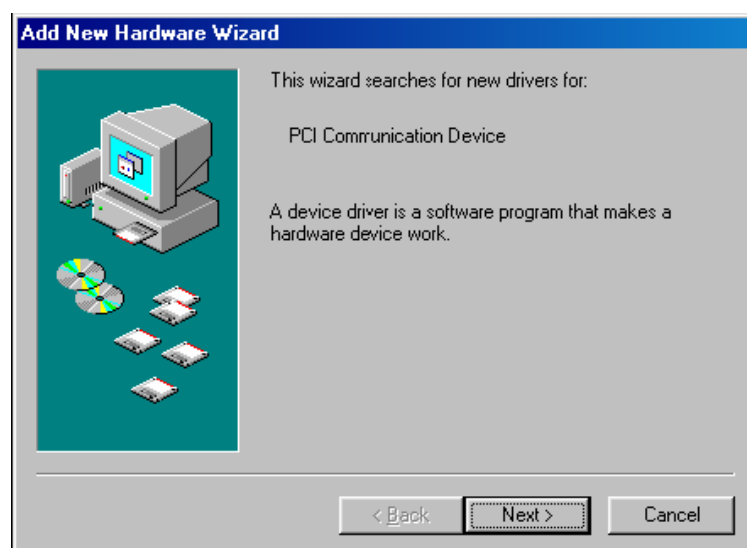 Add New Hardware Wizard
This wizard searches for new drivers for:
PCI Communication Device
A device driver is a software program that makes a
hardware device work.
< Back
Next >
Cancel